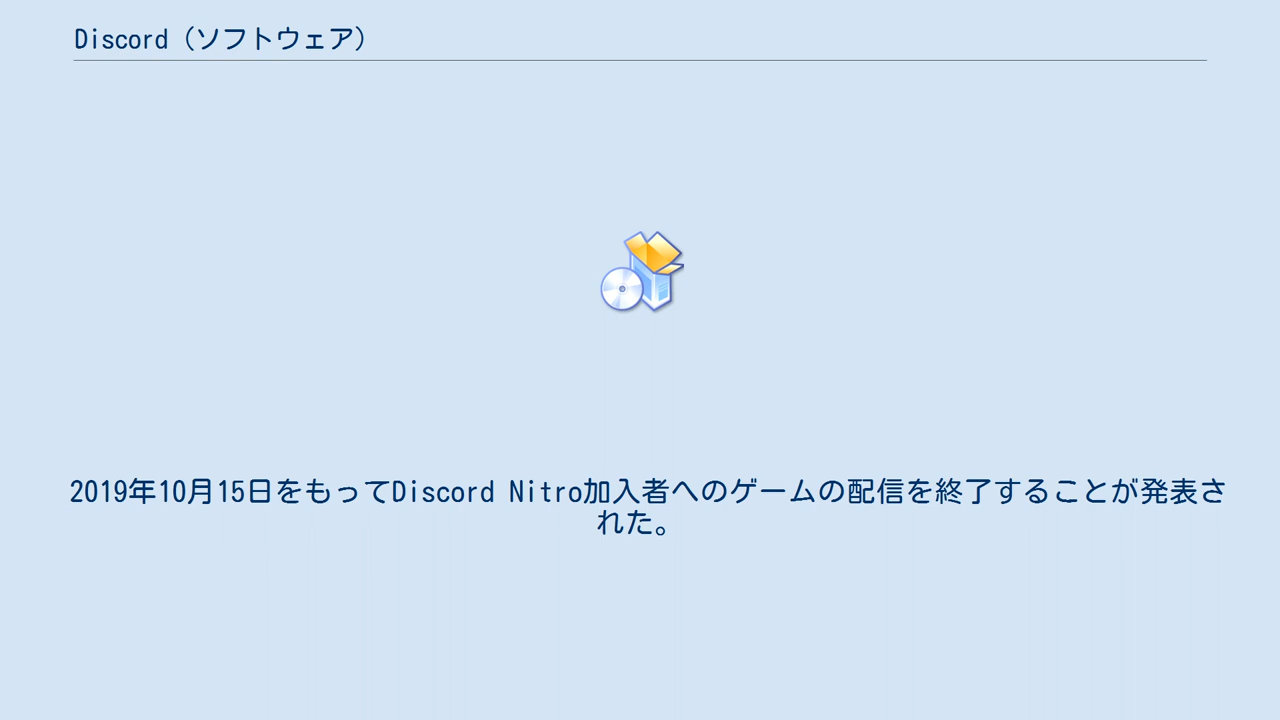 Discord（ソフトウェア）
2019年10月15日をもってDiscord Nitro加入者へのゲームの配信を終了することが発表さ
れた。